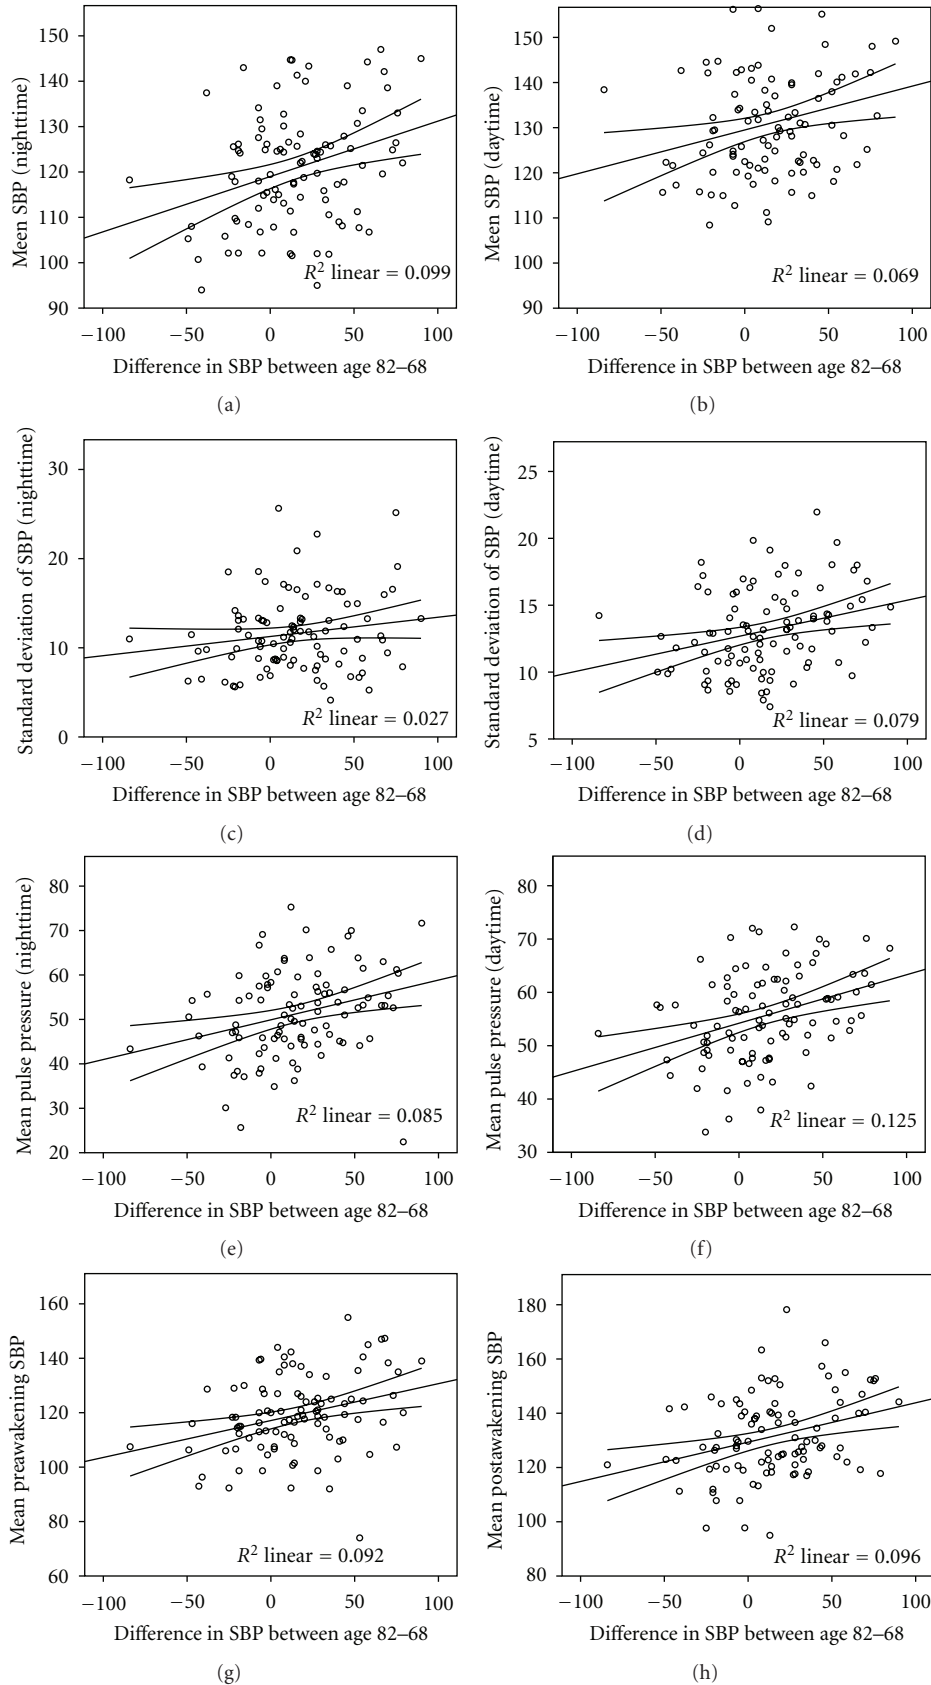 150
140
130
120
110
100
90
Meen SBP (nighttime)
R² linear = 0.099
−100 −50 0 50 100
Difference in SBP between age 82–68
(a)
150
140
130
120
110
100
90
Meen SBP (daytime)
R² linear = 0.069
−100 −50 0 50 100
Difference in SBP between age 82–68
(b)
30
20
10
0
Standard deviation of SBP (nighttime)
R² linear = 0.027
−100 −50 0 50 100
Difference in SBP between age 82–68
(c)
25
20
15
10
5
Standard deviation of SBP (daytime)
R² linear = 0.079
−100 −50 0 50 100
Difference in SBP between age 82–68
(d)
80
70
60
50
40
30
20
Mean pulse pressure (nighttime)
R² linear = 0.085
−100 −50 0 50 100
Difference in SBP between age 82–68
(e)
80
70
60
50
40
30
Mean pulse pressure (daytime)
R² linear = 0.125
−100 −50 0 50 100
Difference in SBP between age 82–68
(f)
160
140
120
100
80
60
Mean preawakening SBP
R² linear = 0.092
−100 −50 0 50 100
Difference in SBP between age 82–68
(g)
180
160
140
120
100
80
Mean postawakening SBP
R² linear = 0.096
−100 −50 0 50 100
Difference in SBP between age 82–68
(h)